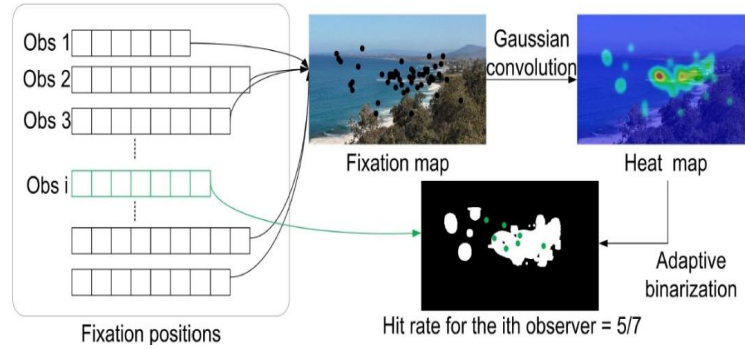 Obs 1
Obs 2
Obs 3
Obs i
Fixation positions
Fixation map
Gaussian
convolution
Heat map
Adaptive
binarization
Hit rate for the ith observer = 5/7